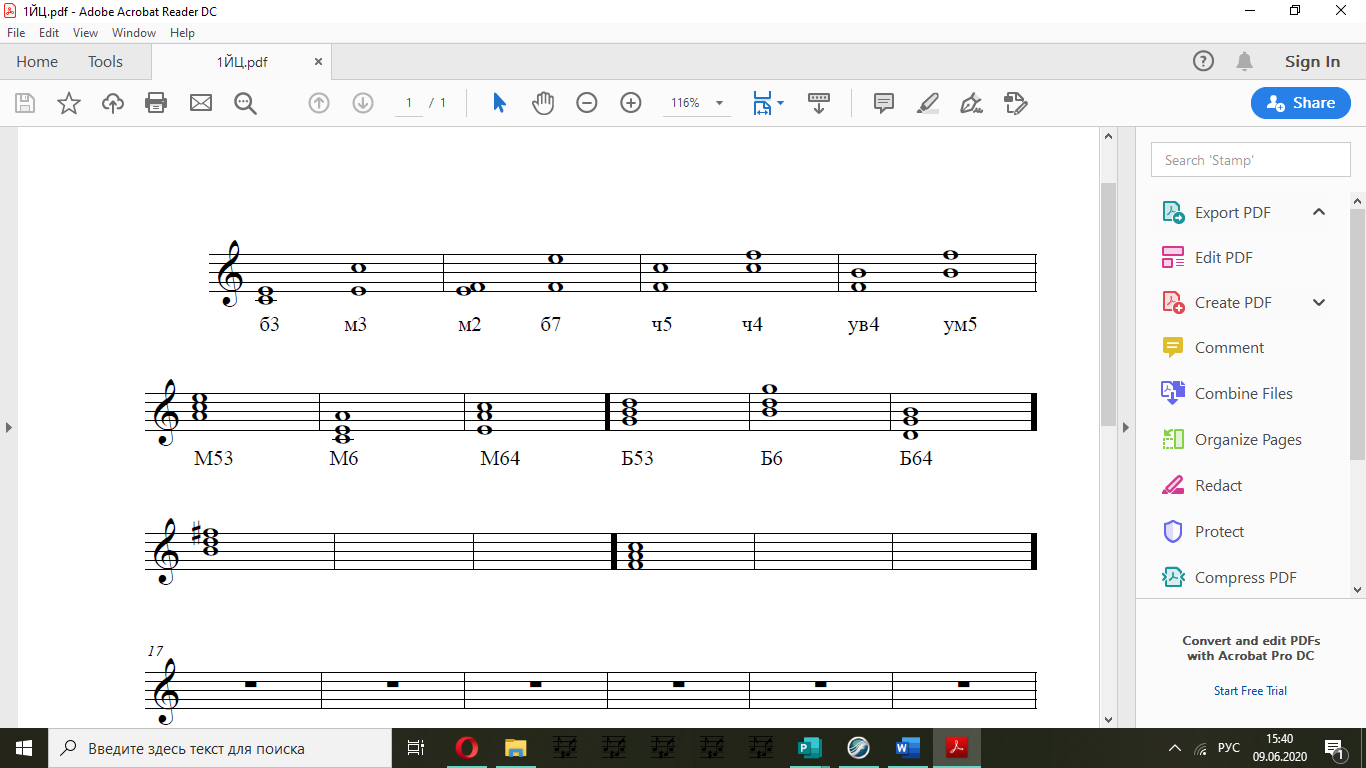 1ЙЦ.pdf - Adobe Acrobat Reader DC
File Edit View Window Help
Home Tools 1ЙЦ.pdf Sign In
1 / 1 116% Share
Search 'Stamp'
Export PDF
Edit PDF
Create PDF
Comment
Combine Files
Organize Pages
Redact
Protect
Compress PDF
Convert and edit PDFs
with Acrobat Pro DC
Start Free Trial
б3 м3 м2 б7 ч5 ч4 ув4 ум5
М53 М6 М64 Б53 Б6 Б64
17
Введите здесь текст для поиска
РУС
15:40
09.06.2020
1